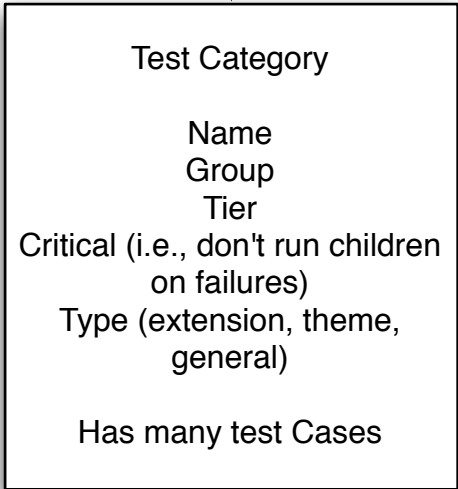 Test Category
Name
Group
Tier
Critical (i.e., don't run children
on failures)
Type (extension, theme,
general)
Has many test Cases